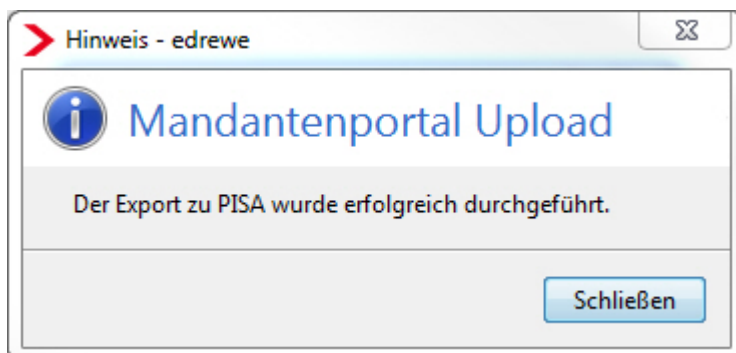 Hinweis - edrewe
Mandantenportal Upload
Der Export zu PISA wurde erfolgreich durchgeführt.
Schließen